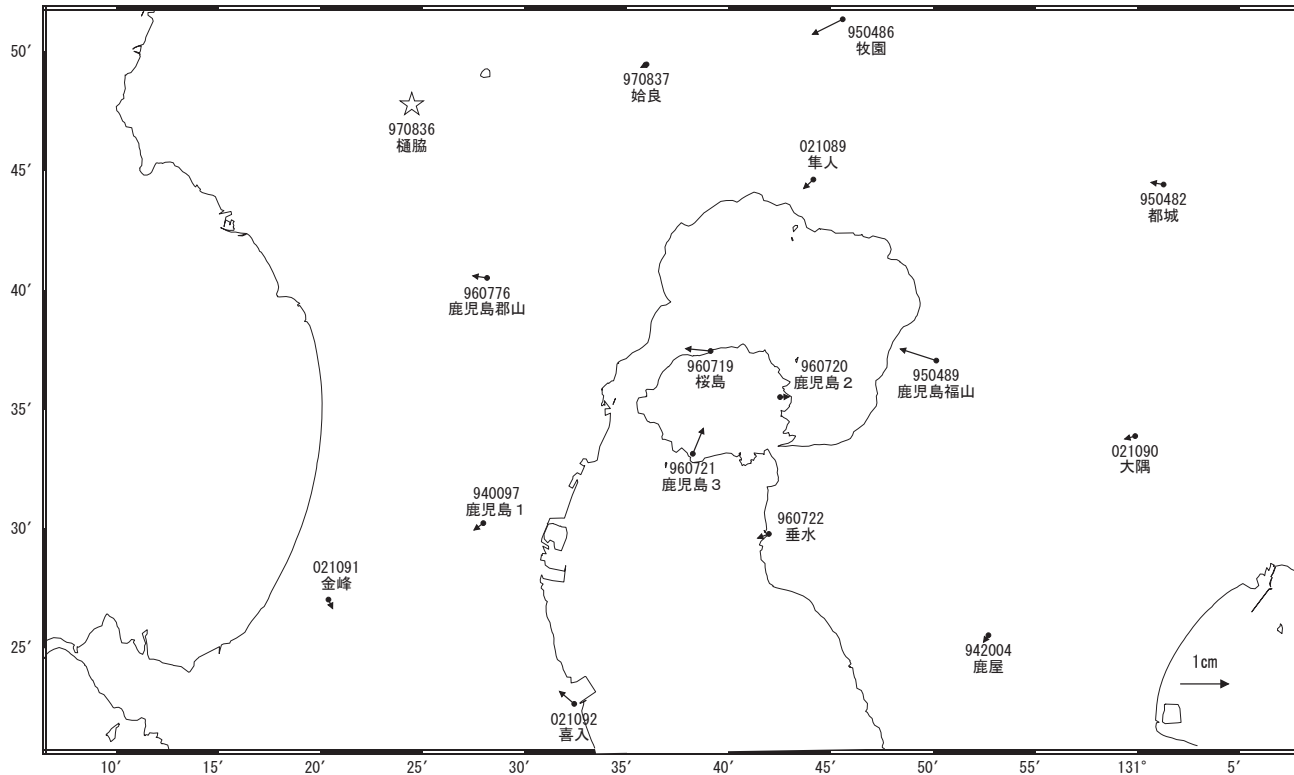 50′
45′
40′
35′
30′
25′
950486
牧園
970837
姶良
970836
樋脇
021089
隼人
950482
都城
960776
鹿児島郡山
960719
桜島
960720
鹿児島2
950489
鹿児島福山
021090
大隅
960721
鹿児島3
940097
鹿児島1
960722
垂水
021091
金峰
942004
鹿屋
1cm
021092
喜入
10′ 15′ 20′ 25′ 30′ 35′ 40′ 45′ 50′ 55′ 131° 5′